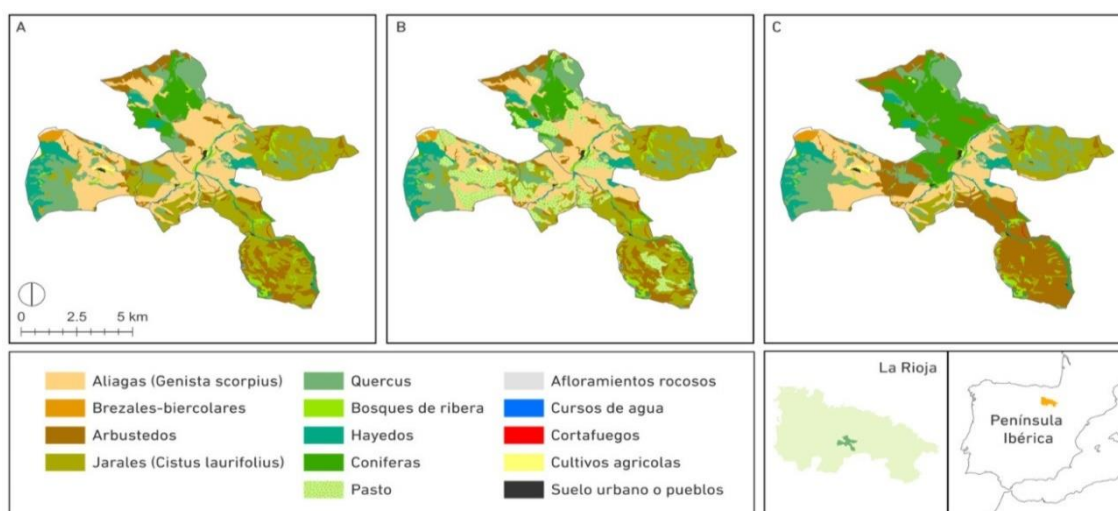 A
B
C
0 2.5 5 km
Aliagas (Genista scorpius)
Brezales-biercolares
Arbustedos
Jarales (Cistus laurifolius)
Quercus
Bosques de ribera
Hayedos
Coniferas
Pasto
Afloramientos rocosos
Cursos de agua
Cortafuegos
Cultivos agricolas
Suelo urbano o pueblos
La Rioja
Península
Ibérica